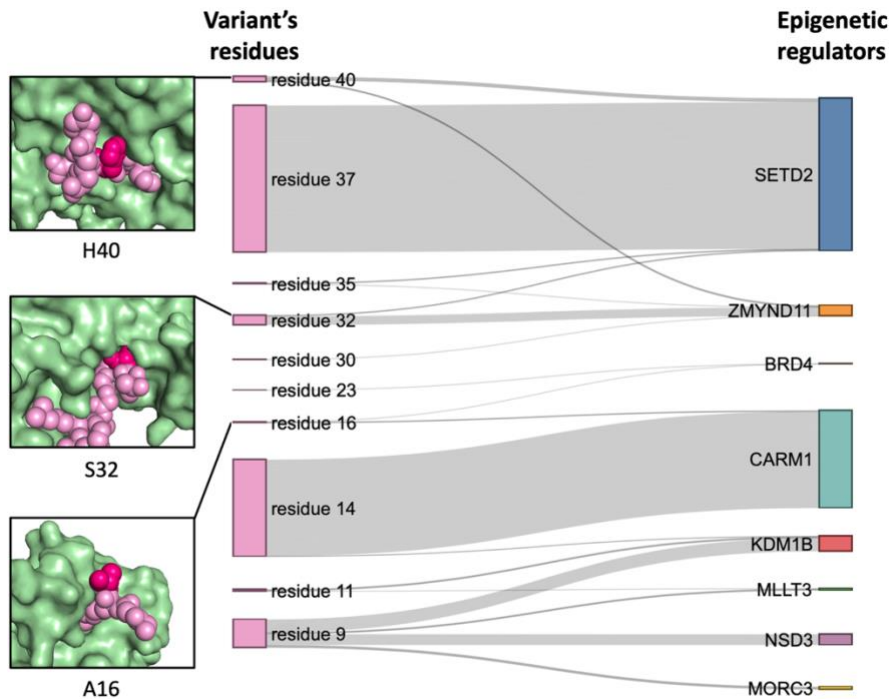 Variant's
residues
Epigenetic
regulators
residue 40
residue 37
residue 35
residue 32
residue 30
residue 23
residue 16
residue 14
residue 11
residue 9
SETD2
ZMYND11
BRD4
CARM1
KDM1B
MLLT3
NSD3
MORC3
H40
S32
A16